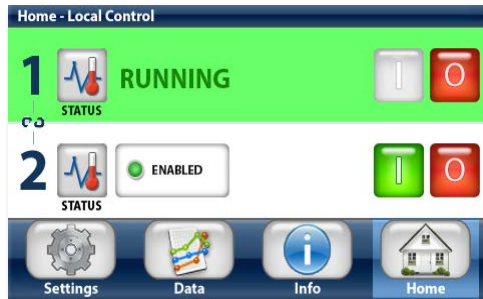 Home - Local Control
1
STATUS
RUNNING
I
O
2
STATUS
ENABLED
I
O
Settings
Data
Info
Home